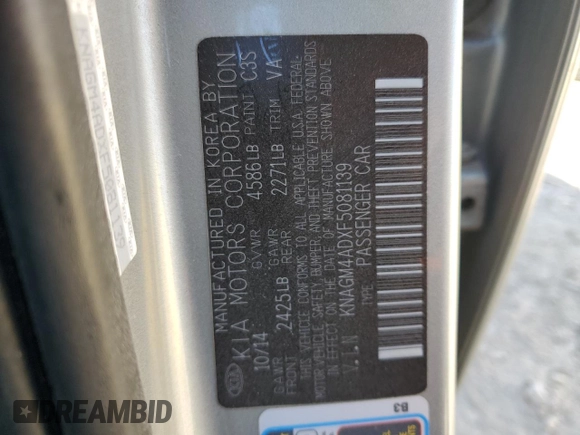 MANUFACTURED IN KOREA BY
KIA KIA MOTORS CORPORATION
10/14 GVWR 4586LB PAINT C3S
GAWR FRONT 2425LB GAWR REAR 2271LB TRIM VA
THIS VEHICLE CONFORMS TO ALL APPLICABLE U.S.A. FEDERAL
MOTOR VEHICLE SAFETY, BUMPER, AND THEFT PREVENTION STANDARDS
IN EFFECT ON THE DATE OF MANUFACTURE SHOWN ABOVE
V.I.N KNAGM4ADXF5081139
TYPE PASSENGER CAR
B3
DREAMBID